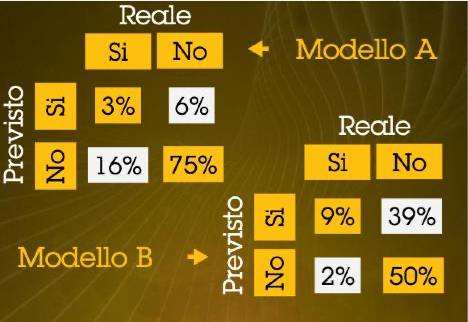 Reale
Si No
Modello A
Previsto
Si 3% 6%
No 16% 75%
Reale
Si No
Previsto
Si 9% 39%
No 2% 50%
Modello B